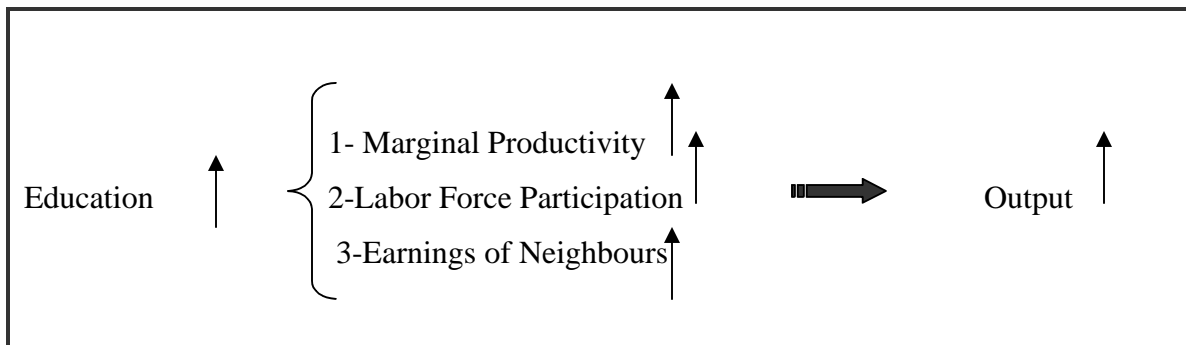 1- Marginal Productivity
Education
2-Labor Force Participation
Output
3-Earnings of Neighbours